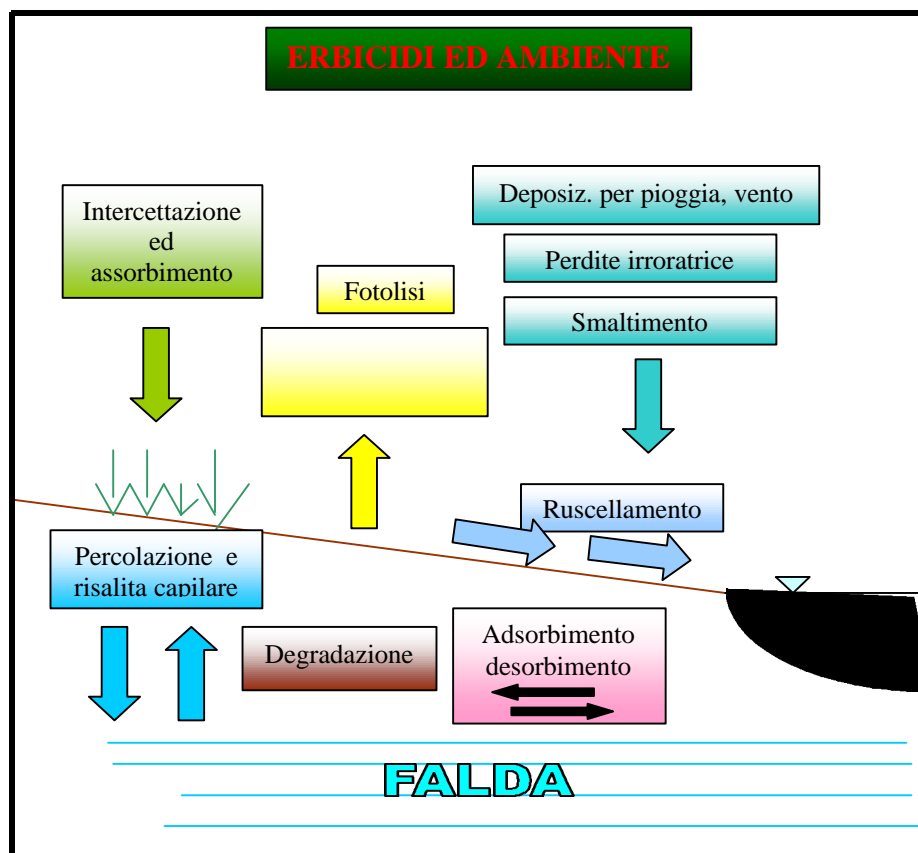 ERBICIDI ED AMBIENTE
Intercettazione
ed
assorbimento
Deposiz. per pioggia, vento
Perdite irroratrice
Smaltimento
Fotolisi
Ruscellamento
Percolazione e
risalita capilare
Degradazione
Adsorbimento
desorbimento
FALDA